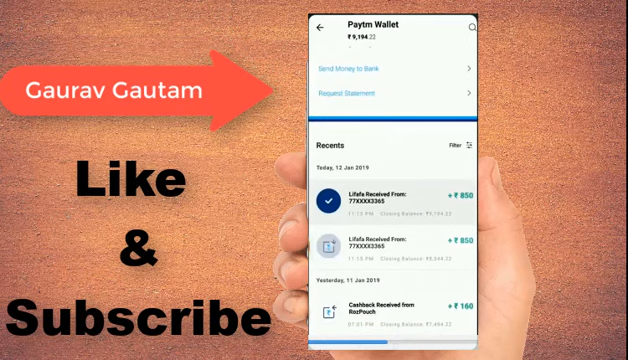 Gaurav Gautam
Like
&
Subscribe
Paytm Wallet
₹ 9,194.22
Send Money to Bank
Request Statement
Recents
Filter
Today, 12 Jan 2019
Lifafa Received From:
77XXXX3365
+ ₹ 850
11:15 PM Closing Balance: ₹9,194.22
Lifafa Received From:
77XXXX3365
+ ₹ 850
11:15 PM Closing Balance: ₹8,344.22
Yesterday, 11 Jan 2019
Cashback Received from
RozPouch
+ ₹ 160
07:01 PM Closing Balance: ₹7,494.22